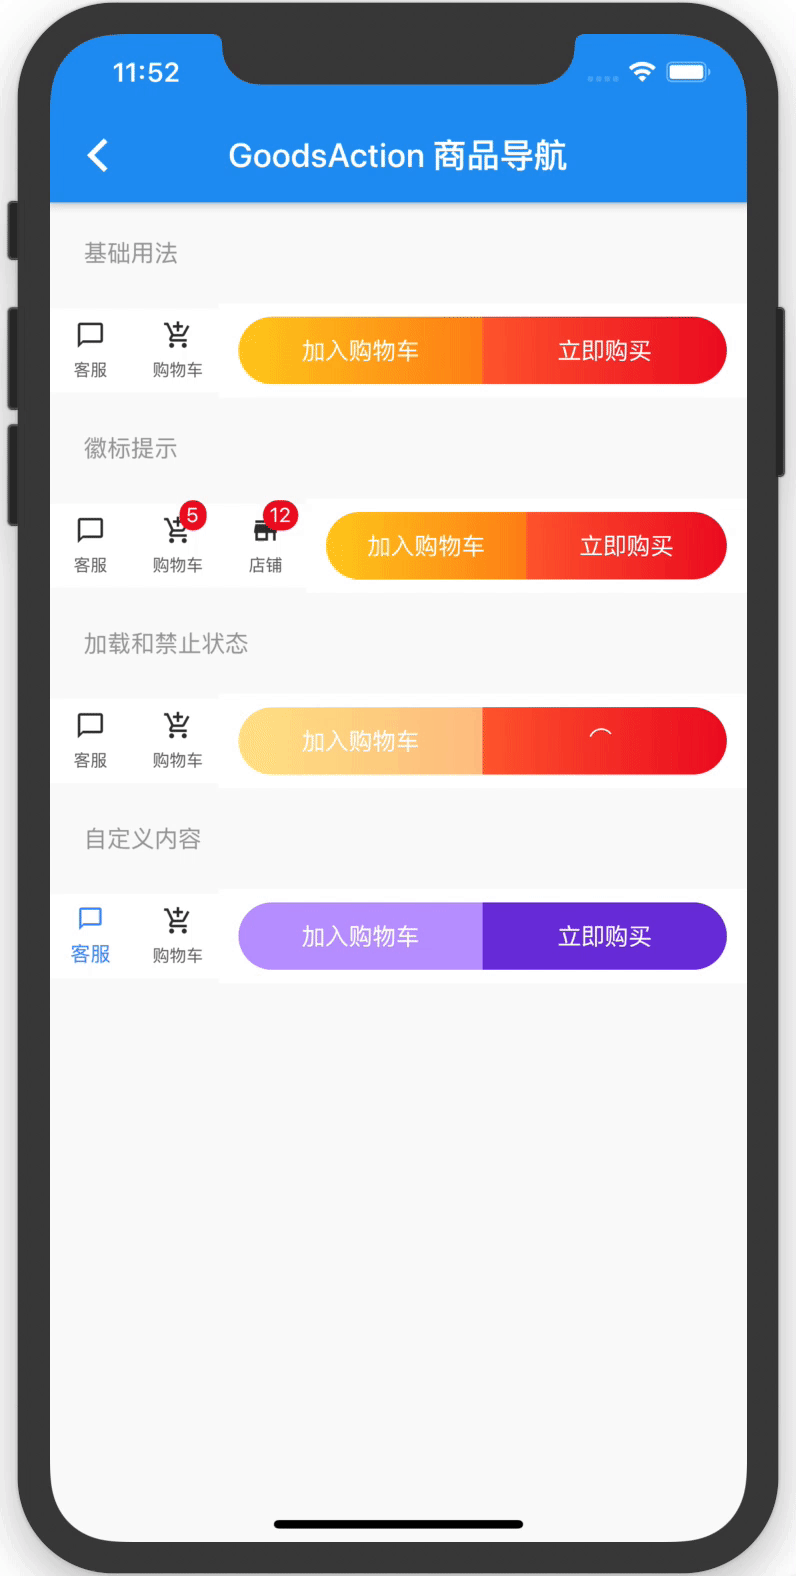 11:52
GoodsAction 商品导航
基础用法
客服 购物车 加入购物车 立即购买
徽标提示
5 12
客服 购物车 店铺 加入购物车 立即购买
加载和禁止状态
客服 购物车 加入购物车
自定义内容
客服 购物车 加入购物车 立即购买